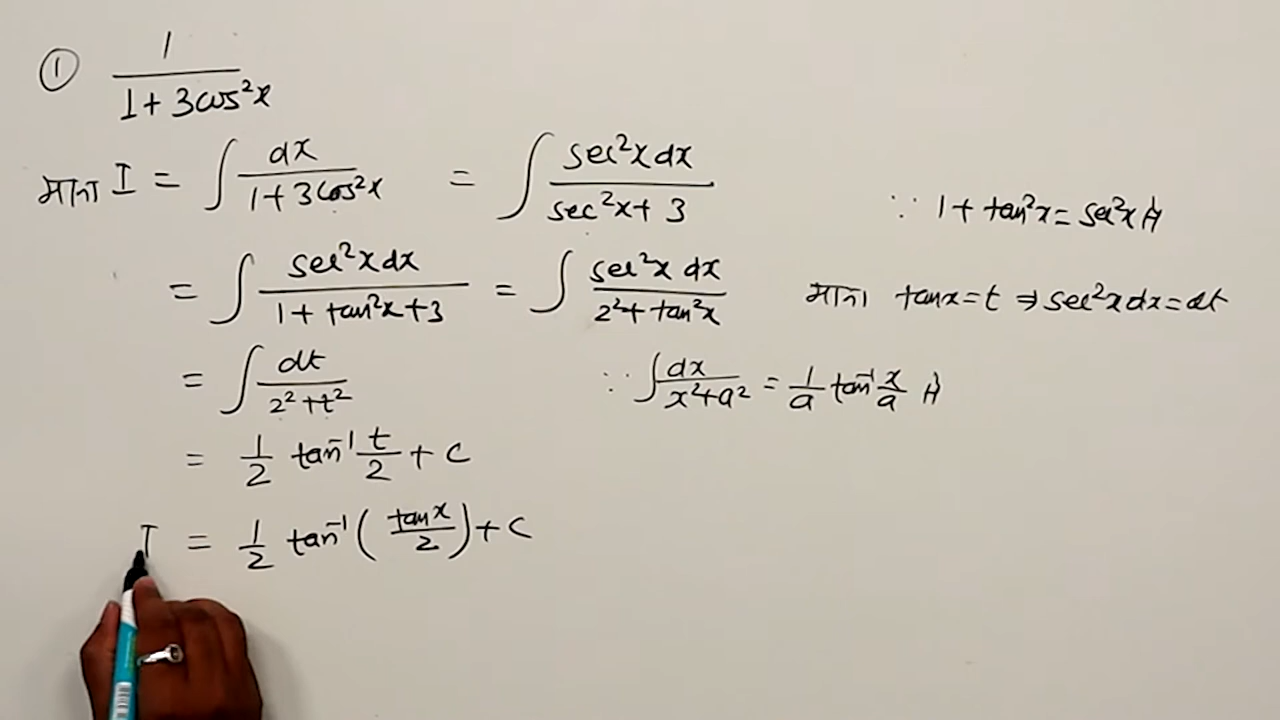 ① 1/(1+3cos²x)
माना I = ∫ dx/(1+3cos²x) = ∫ sec²x dx/(sec²x+3) ∵ 1+tan²x = sec²x से
= ∫ sec²x dx/(1+tan²x+3) = ∫ sec²x dx/(2²+tan²x) माना tanx = t ⇒ sec²x dx = dt
= ∫ dt/(2²+t²) ∵ ∫ dx/(x²+a²) = 1/a tan⁻¹ x/a से
= 1/2 tan⁻¹ t/2 + C
I = 1/2 tan⁻¹ (tanx/2) + C